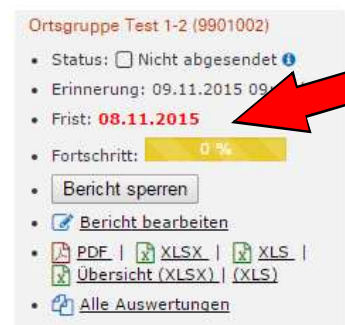 Ortsgruppe Test 1-2 (9901002)
Status: Nicht abgesendet
Erinnerung: 09.11.2015 09:
Frist: 08.11.2015
Fortschritt: 0 %
Bericht sperren
Bericht bearbeiten
PDF | XLSX | XLS |
Übersicht (XLSX) | (XLS)
Alle Auswertungen